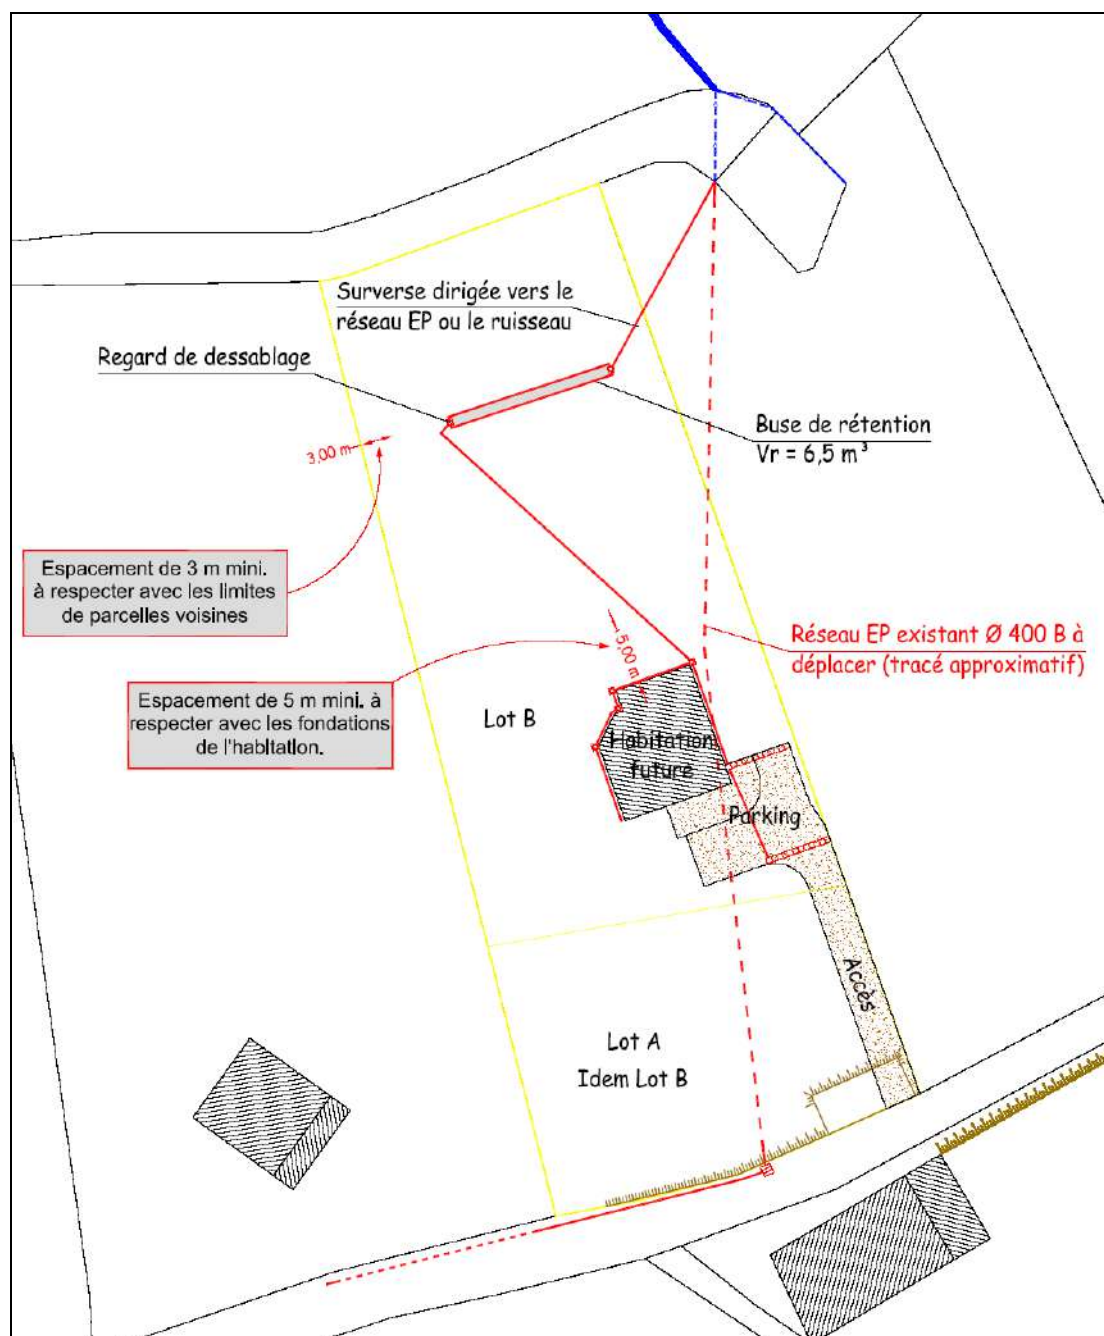 Surverse dirigée vers le
réseau EP ou le ruisseau
Regard de dessablage
Buse de rétention
Vr = 6,5 m³
3,00 m
Espacement de 3 m mini.
à respecter avec les limites
de parcelles voisines
5,00 m
Réseau EP existant Ø 400 B à
déplacer (tracé approximatif)
Espacement de 5 m mini. à
respecter avec les fondations
de l'habitation.
Lot B
Habitation
future
Parking
Accès
Lot A
Idem Lot B